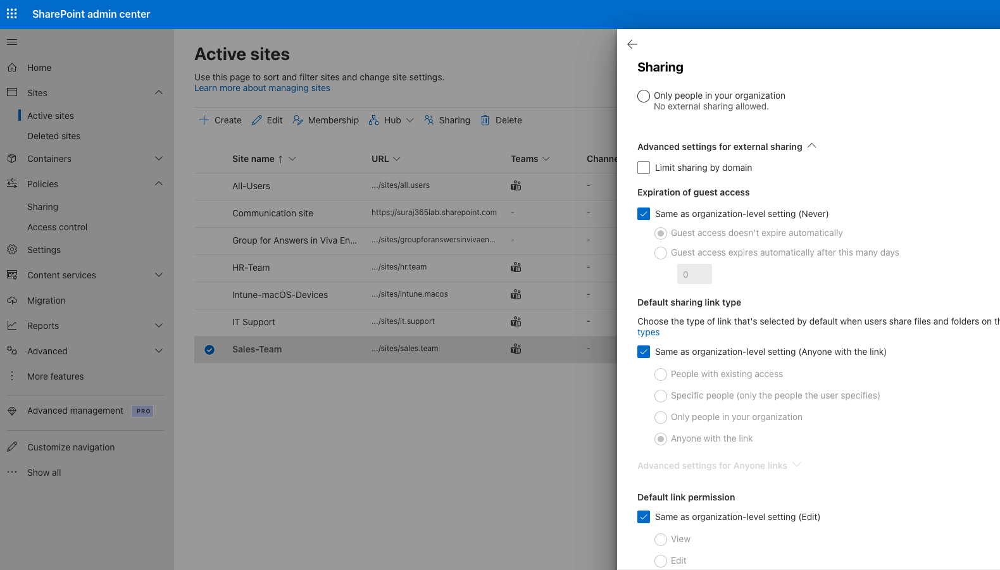 SharePoint admin center
Home
Sites
Active sites
Deleted sites
Containers
Policies
Sharing
Access control
Settings
Content services
Migration
Reports
Advanced
More features
Advanced management PRO
Customize navigation
Show all
Active sites
Use this page to sort and filter sites and change site settings.
Learn more about managing sites
Create Edit Membership Hub Sharing Delete
Site name ↑ URL Teams Channe
All-Users .../sites/all.users -
Communication site https://suraj365lab.sharepoint.com - -
Group for Answers in Viva En... .../sites/groupforanswersinvivaen... - -
HR-Team .../sites/hr.team -
Intune-macOS-Devices .../sites/intune.macos -
IT Support .../sites/it.support -
Sales-Team .../sites/sales.team -
Sharing
Only people in your organization
No external sharing allowed.
Advanced settings for external sharing
Limit sharing by domain
Expiration of guest access
Same as organization-level setting (Never)
Guest access doesn't expire automatically
Guest access expires automatically after this many days
0
Default sharing link type
Choose the type of link that's selected by default when users share files and folders on th
types
Same as organization-level setting (Anyone with the link)
People with existing access
Specific people (only the people the user specifies)
Only people in your organization
Anyone with the link
Advanced settings for Anyone links
Default link permission
Same as organization-level setting (Edit)
View
Edit